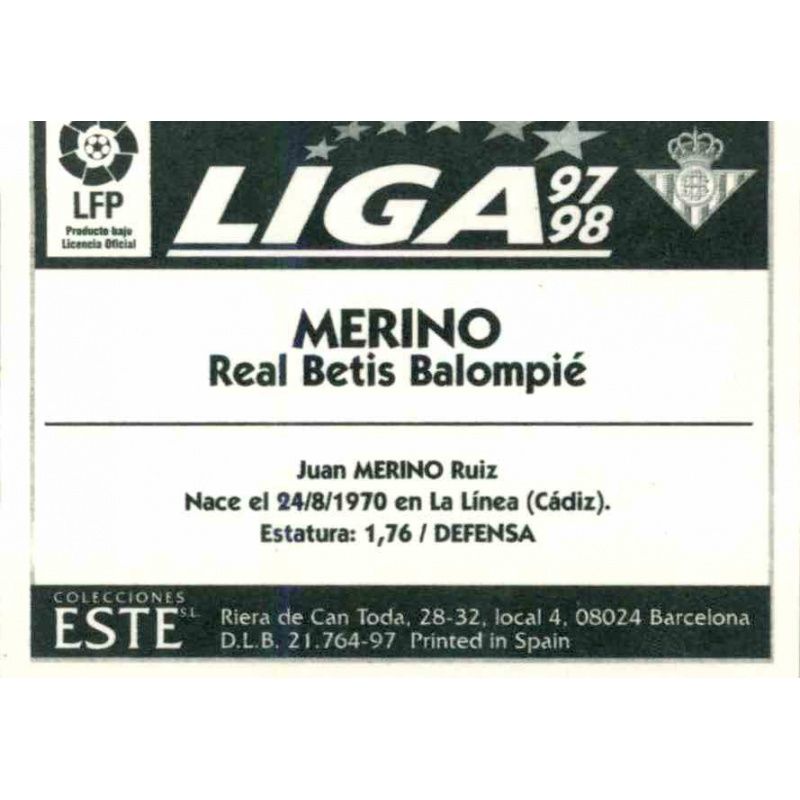 LFP
Producto bajo
Licencia Oficial
LIGA 97 98
MERINO
Real Betis Balompié
Juan MERINO Ruiz
Nace el 24/8/1970 en La Línea (Cádiz).
Estatura: 1,76 / DEFENSA
COLECCIONES
ESTE S.L.
Riera de Can Toda, 28-32, local 4, 08024 Barcelona
D.L.B. 21.764-97 Printed in Spain